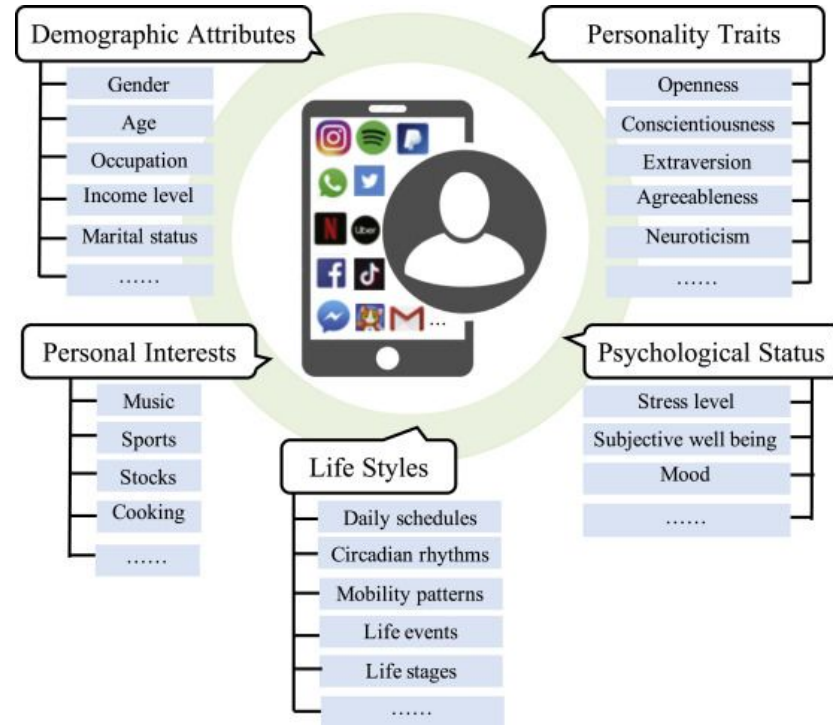 Demographic Attributes
Gender
Age
Occupation
Income level
Marital status
……
Personality Traits
Openness
Conscientiousness
Extraversion
Agreeableness
Neuroticism
……
Uber
...
Personal Interests
Music
Sports
Stocks
Cooking
……
Psychological Status
Stress level
Subjective well being
Mood
……
Life Styles
Daily schedules
Circadian rhythms
Mobility patterns
Life events
Life stages
……